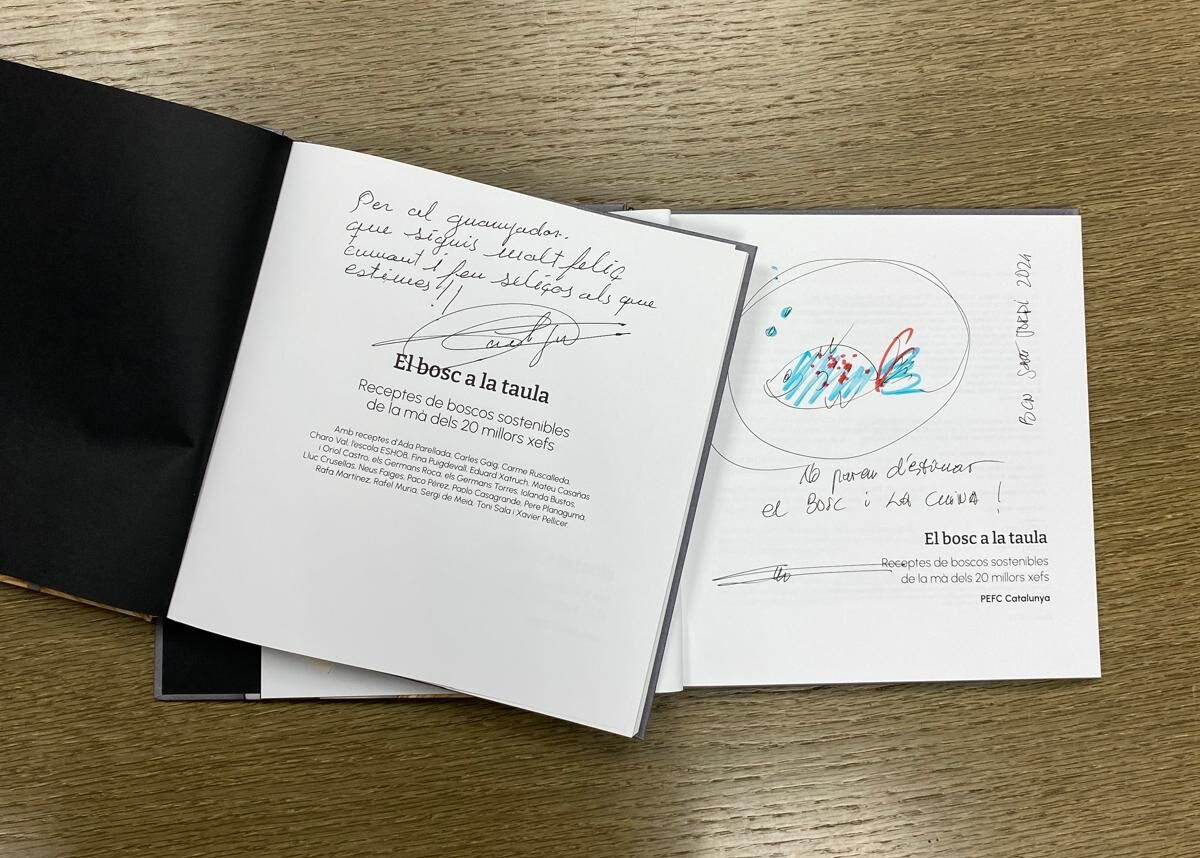 Per al guanyador.
que siguis molt feliç
cuinant i feu feliços als que
estimes!!
El bosc a la taula
Receptes de boscos sostenibles
de la mà dels 20 millors xefs
Amb receptes d'Ada Parellada, Carles Gaig, Carme Ruscalleda,
Charo Val, l'escola ESHOB, Fina Puigdevall, Eduard Xatruch, Mateu Casañas
i Oriol Castro, els Germans Roca, els Germans Torres, Iolanda Bustos,
Lluc Crusellas, Neus Faiges, Paco Pérez, Paolo Casagrande, Pere Planagumà,
Rafa Martínez, Rafel Muria, Sergi de Meià, Toni Sala i Xavier Pellicer.
BCN Sant JORDI 2024
No pareu d'estimar
el BOSC i LA CUINA!
El bosc a la taula
Receptes de boscos sostenibles
de la mà dels 20 millors xefs
PEFC Catalunya